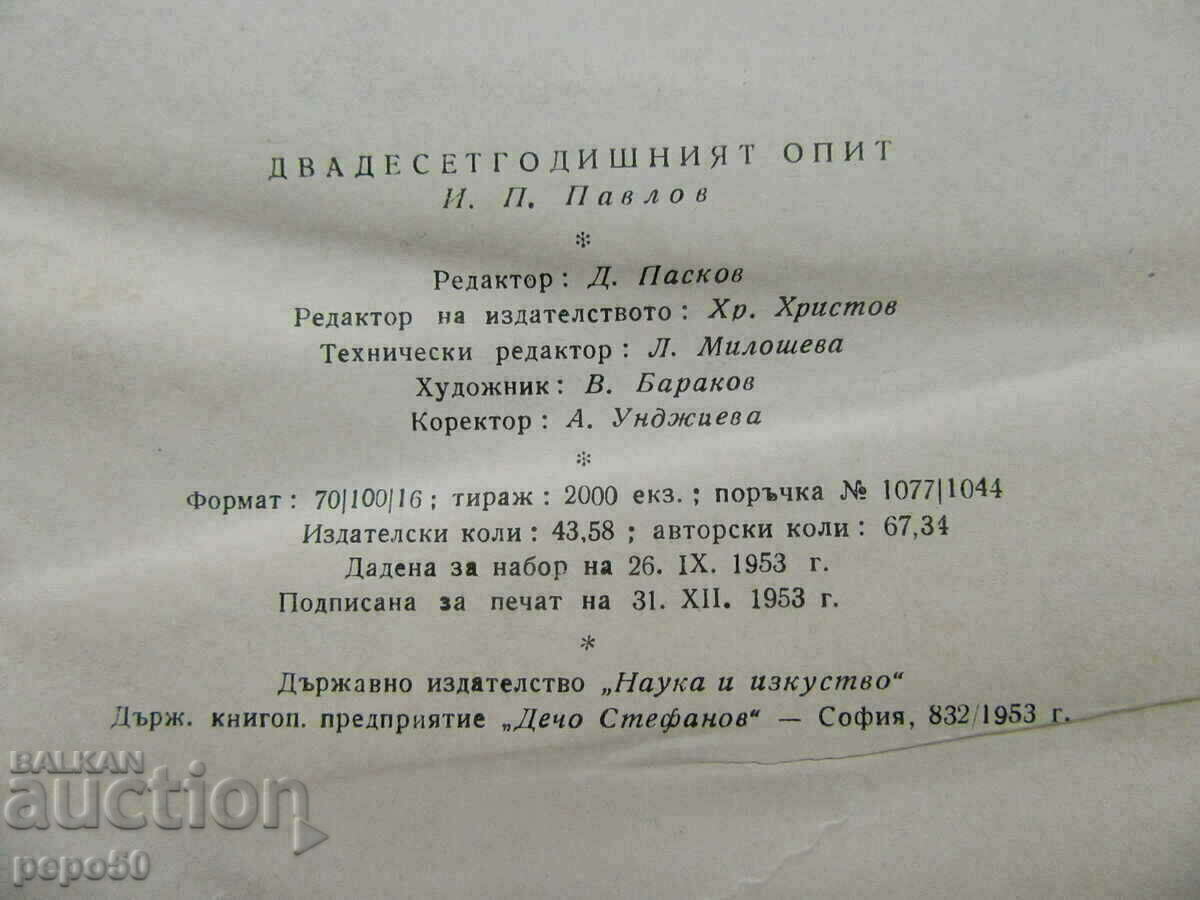 ДВАДЕСЕТГОДИШНИЯТ ОПИТ
И. П. Павлов
*
Редактор: Д. Пасков
Редактор на издателството: Хр. Христов
Технически редактор: Л. Милошева
Художник: В. Бараков
Коректор: А. Унджиева
*
Формат: 70|100|16; тираж: 2000 екз.; поръчка № 1077|1044
Издателски коли: 43,58; авторски коли: 67,34
Дадена за набор на 26. IX. 1953 г.
Подписана за печат на 31. XII. 1953 г.
*
Държавно издателство „Наука и изкуство“
Държ. книгоп. предприятие „Дечо Стефанов“ — София, 832/1953 г.
BALKAN
auction
pepo50